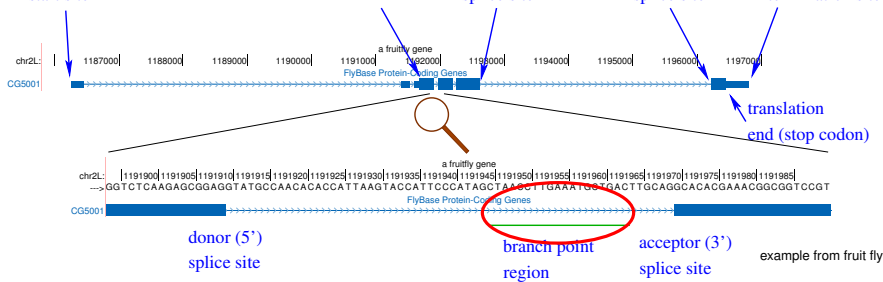 a fruitfly gene
chr2L: 1187000 1188000 1189000 1190000 1191000 1192000 1193000 1194000 1195000 1196000 1197000
FlyBase Protein-Coding Genes
CG5001
translation
end (stop codon)
a fruitfly gene
chr2L: 1191900 1191905 1191910 1191915 1191920 1191925 1191930 1191935 1191940 1191945 1191950 1191955 1191960 1191965 1191970 1191975 1191980 1191985
---> GGTCTCAAGAGCGGAGGTATGCCAACACACCATTAAGTACCATTCCCATAGCTAACCTTGAAATGCTGACTTGCAGGCACACGAAACGGCGGTCCGT
FlyBase Protein-Coding Genes
CG5001
donor (5')
splice site
branch point
region
acceptor (3')
splice site
example from fruit fly